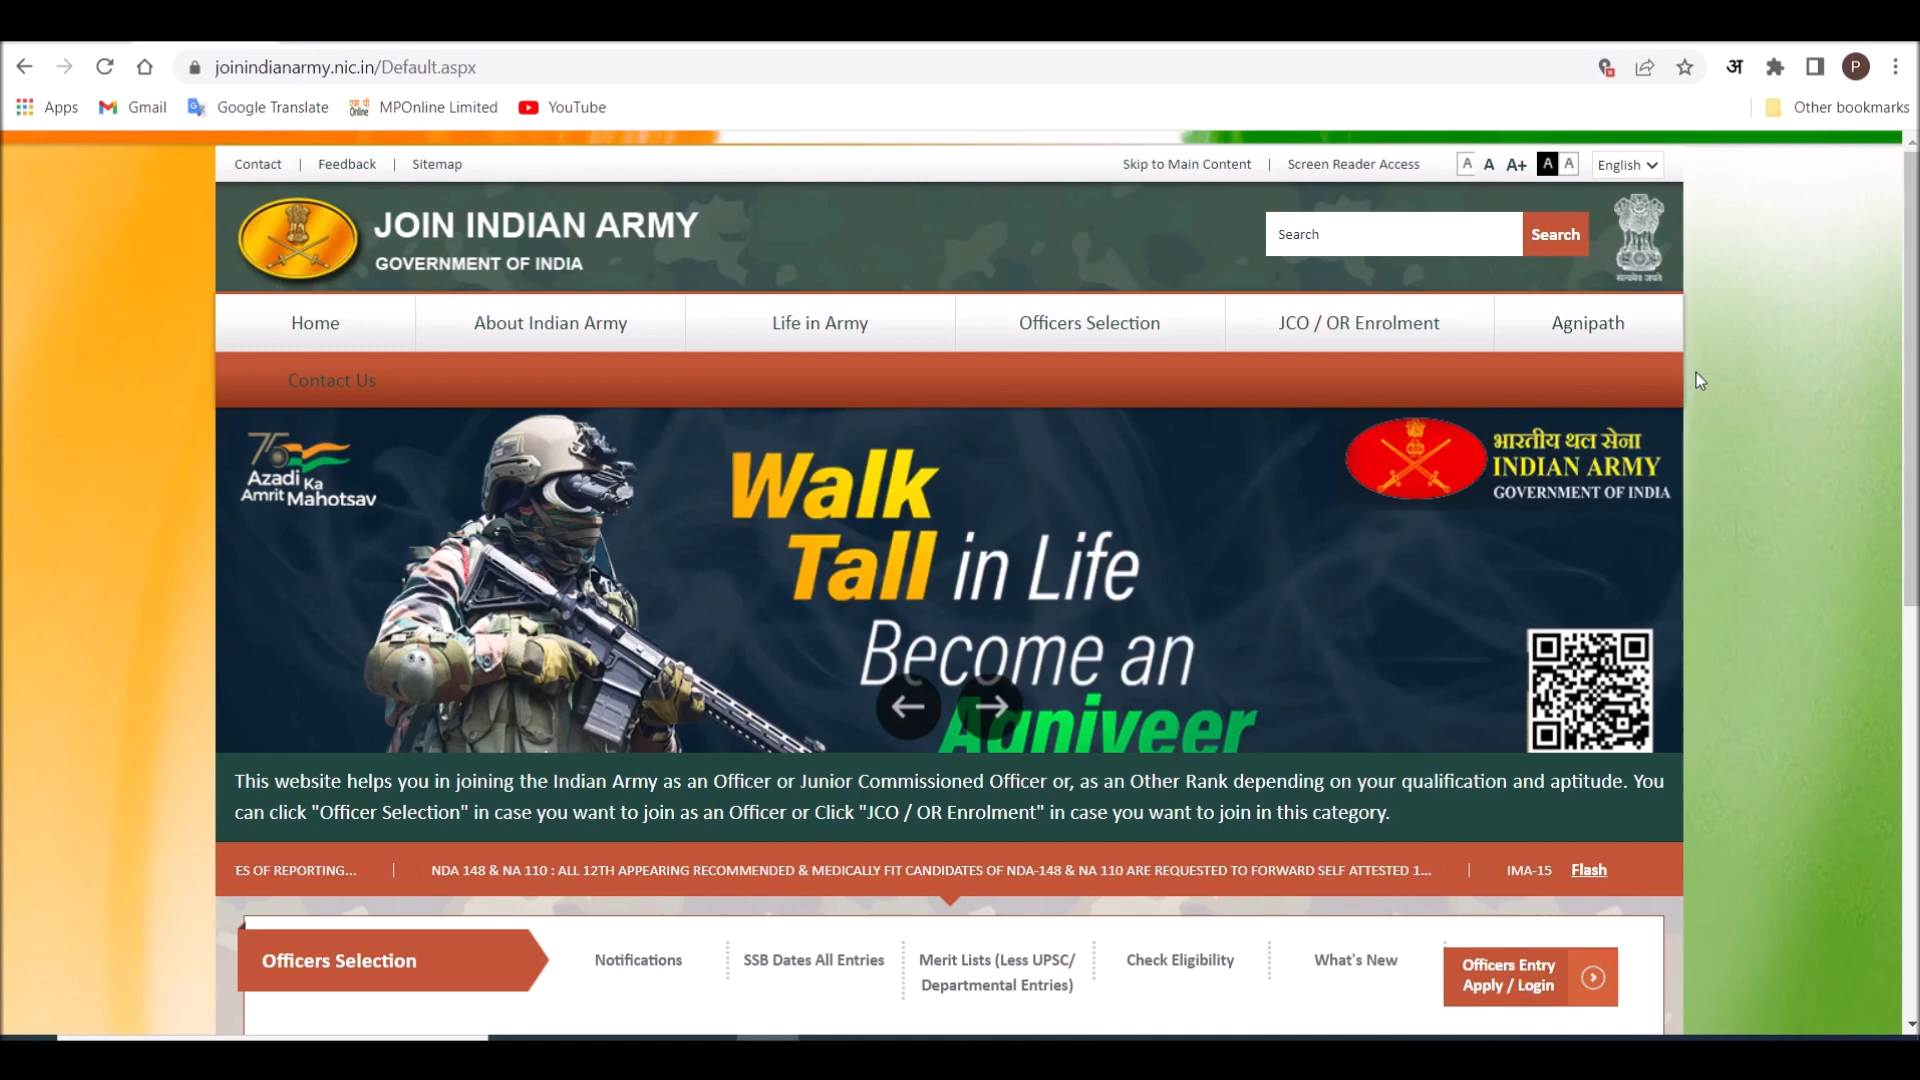 joinindianarmy.nic.in/Default.aspx
अ
P
Apps
Gmail
Google Translate
एम पी
Online
MPOnline Limited
YouTube
Other bookmarks
Contact | Feedback | Sitemap
Skip to Main Content | Screen Reader Access
A A A+ A A
English
JOIN INDIAN ARMY
GOVERNMENT OF INDIA
Search
Search
सत्यमेव जयते
Home
About Indian Army
Life in Army
Officers Selection
JCO / OR Enrolment
Agnipath
Contact Us
75
Azadi Ka
Amrit Mahotsav
Walk
Tall in Life
Become an
Agniveer
भारतीय थल सेना
INDIAN ARMY
GOVERNMENT OF INDIA
This website helps you in joining the Indian Army as an Officer or Junior Commissioned Officer or, as an Other Rank depending on your qualification and aptitude. You
can click "Officer Selection" in case you want to join as an Officer or Click "JCO / OR Enrolment" in case you want to join in this category.
ES OF REPORTING... | NDA 148 & NA 110 : ALL 12TH APPEARING RECOMMENDED & MEDICALLY FIT CANDIDATES OF NDA-148 & NA 110 ARE REQUESTED TO FORWARD SELF ATTESTED 1... | IMA-15 Flash
Officers Selection
Notifications
SSB Dates All Entries
Merit Lists (Less UPSC/
Departmental Entries)
Check Eligibility
What's New
Officers Entry
Apply / Login